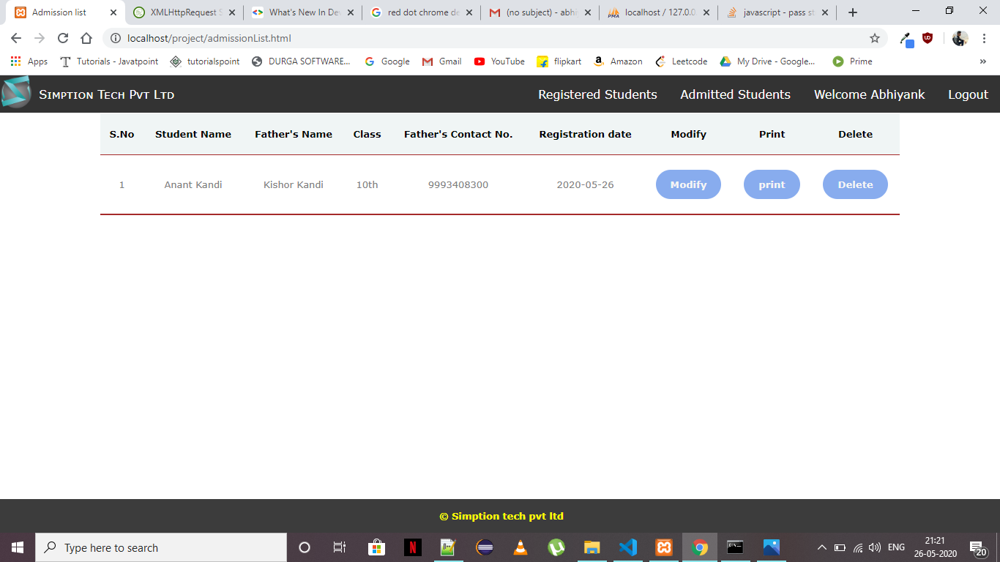 Admission list
XMLHttpRequest S
What's New In Dev
red dot chrome de
(no subject) - abhi
localhost / 127.0.0
javascript - pass st
localhost/project/admissionList.html
Apps Tutorials - Javatpoint tutorialspoint DURGA SOFTWARE... Google Gmail YouTube flipkart Amazon Leetcode My Drive - Google... Prime »
Simption Tech Pvt Ltd Registered Students Admitted Students Welcome Abhiyank Logout
S.No Student Name Father's Name Class Father's Contact No. Registration date Modify Print Delete
1 Anant Kandi Kishor Kandi 10th 9993408300 2020-05-26 Modify print Delete
© Simption tech pvt ltd
Type here to search ENG 21:21
26-05-2020 20